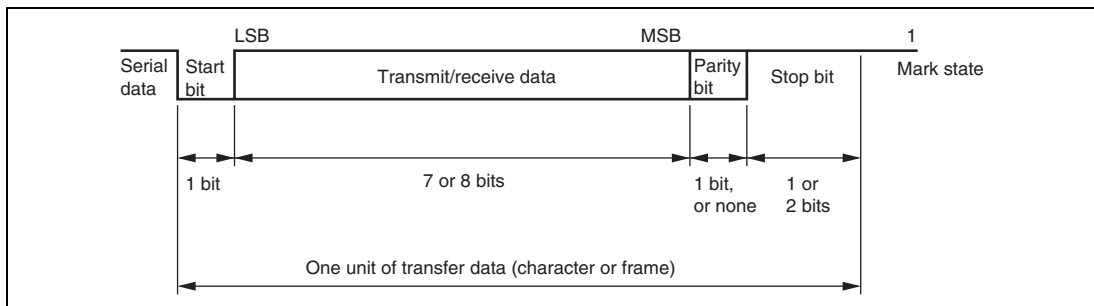 LSB
MSB
1
Serial
data
Start
bit
Transmit/receive data
Parity
bit
Stop bit
Mark state
1 bit
7 or 8 bits
1 bit,
or none
1 or
2 bits
One unit of transfer data (character or frame)